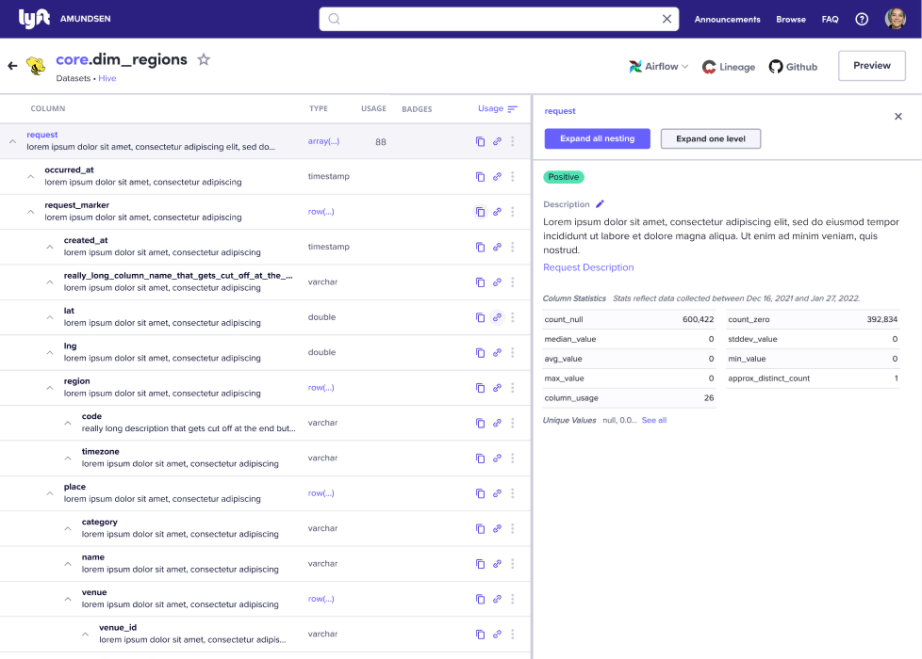 lyft AMUNDSEN Announcements Browse FAQ ?
core.dim_regions Airflow Lineage Github Preview
Datasets • Hive
COLUMN TYPE USAGE BADGES Usage
request array(...) 88
lorem ipsum dolor sit amet, consectetur adipiscing elit, sed do...
occurred_at timestamp
lorem ipsum dolor sit amet, consectetur adipiscing
request_marker row(...)
lorem ipsum dolor sit amet, consectetur adipiscing
created_at timestamp
lorem ipsum dolor sit amet, consectetur adipiscing
really_long_column_name_that_gets_cut_off_at_the_... varchar
lorem ipsum dolor sit amet, consectetur adipiscing
lat double
lorem ipsum dolor sit amet, consectetur adipiscing
lng double
lorem ipsum dolor sit amet, consectetur adipiscing
region row(...)
lorem ipsum dolor sit amet, consectetur adipiscing
code varchar
really long description that gets cut off at the end but...
timezone varchar
lorem ipsum dolor sit amet, consectetur adipiscing
place row(...)
lorem ipsum dolor sit amet, consectetur adipiscing
category varchar
lorem ipsum dolor sit amet, consectetur adipiscing
name varchar
lorem ipsum dolor sit amet, consectetur adipiscing
venue row(...)
lorem ipsum dolor sit amet, consectetur adipiscing
venue_id varchar
lorem ipsum dolor sit amet, consectetur adipis...
request
Expand all nesting Expand one level
Positive
Description
Lorem ipsum dolor sit amet, consectetur adipiscing elit, sed do eiusmod tempor
incididunt ut labore et dolore magna aliqua. Ut enim ad minim veniam, quis
nostrud.
Request Description
Column Statistics Stats reflect data collected between Dec 16, 2021 and Jan 27, 2022.
count_null 600,422 count_zero 392,834
median_value 0 stddev_value 0
avg_value 0 min_value 0
max_value 0 approx_distinct_count 1
column_usage 26
Unique Values null, 0.0... See all